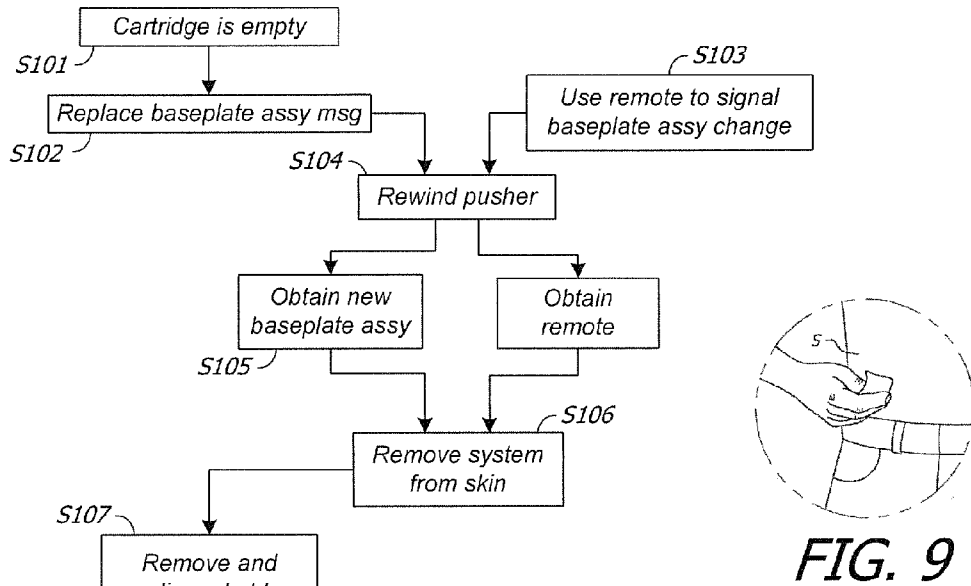 Cartridge is empty
S101
S103
Replace baseplate assy msg
Use remote to signal
baseplate assy change
S102
S104
Rewind pusher
Obtain new
baseplate assy
Obtain
remote
S105
S
S106
Remove system
from skin
S107
Remove and
FIG. 9